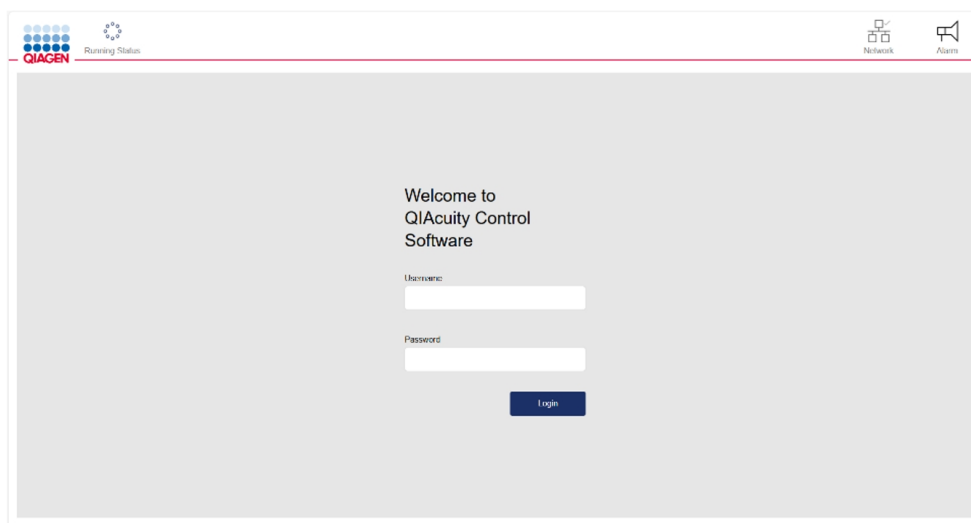 QIAGEN
Running Status
Network
Alarm
Welcome to
QIAcuity Control
Software
Username
Password
Login